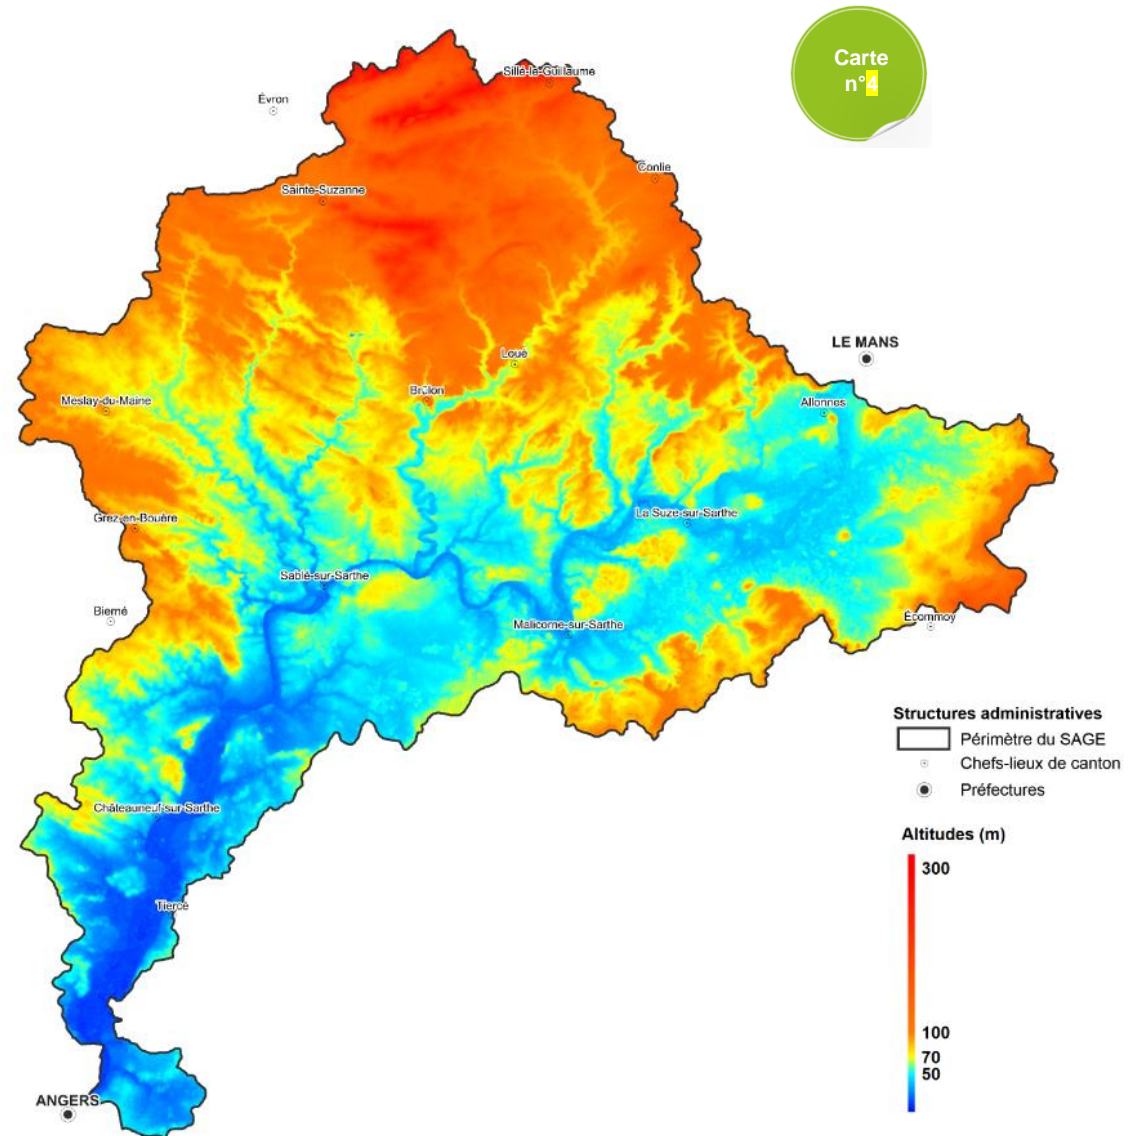 Carte
n°4
Sillé-le-Guillaume
Évron
Conlie
Sainte-Suzanne
LE MANS
Loué
Brûlon
Meslay-du-Maine
Allonnes
La Suze-sur-Sarthe
Grez-en-Bouère
Sablé-sur-Sarthe
Bierné
Malicorne-sur-Sarthe
Écommoy
Structures administratives
Périmètre du SAGE
Chefs-lieux de canton
Préfectures
Châteauneuf-sur-Sarthe
Altitudes (m)
300
Tiercé
100
70
50
ANGERS